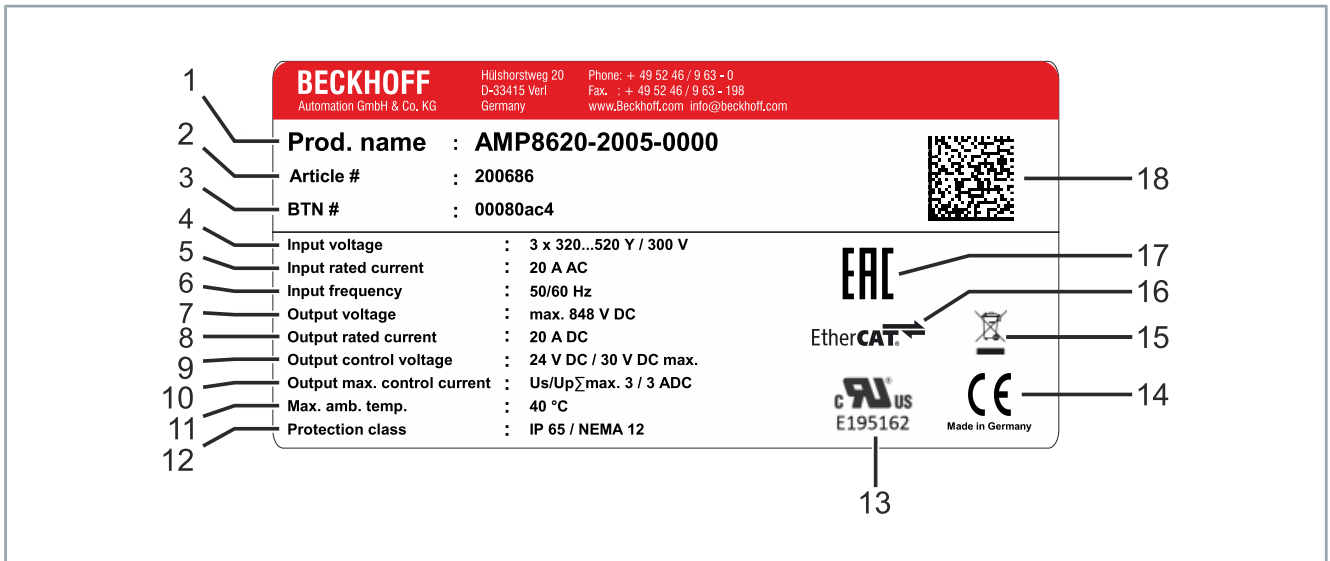 BECKHOFF
Automation GmbH & Co. KG
Hülshorstweg 20
D-33415 Verl
Germany
Phone: + 49 52 46 / 9 63 - 0
Fax. : + 49 52 46 / 9 63 - 198
www.Beckhoff.com info@beckhoff.com
1
Prod. name : AMP8620-2005-0000
2
Article # : 200686
3
BTN # : 00080ac4
4
Input voltage : 3 x 320...520 Y / 300 V
5
Input rated current : 20 A AC
6
Input frequency : 50/60 Hz
7
Output voltage : max. 848 V DC
8
Output rated current : 20 A DC
9
Output control voltage : 24 V DC / 30 V DC max.
10
Output max. control current : Us/Up∑max. 3 / 3 ADC
11
Max. amb. temp. : 40 °C
12
Protection class : IP 65 / NEMA 12
18
EAC
17
EtherCAT®
16
15
c RU US
E195162
13
CE
Made in Germany
14